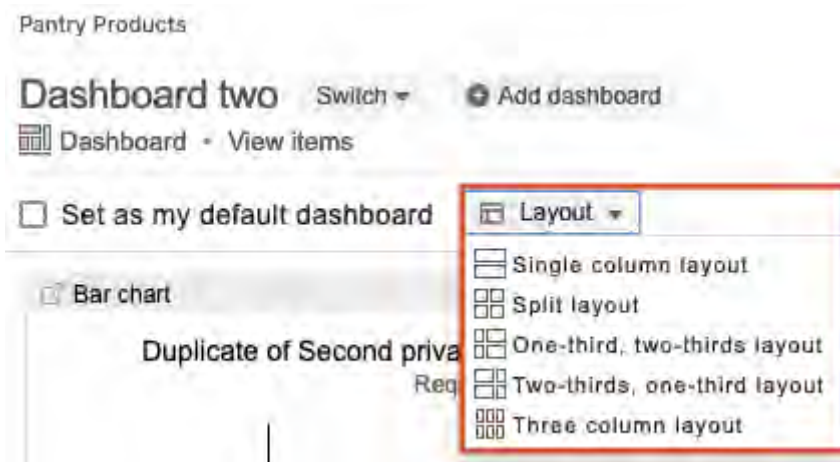 Pantry Products
Dashboard two Switch Add dashboard
Dashboard • View items
Set as my default dashboard Layout
Single column layout
Bar chart
Split layout
Duplicate of Second priva One-third, two-thirds layout
Req Two-thirds, one-third layout
Three column layout